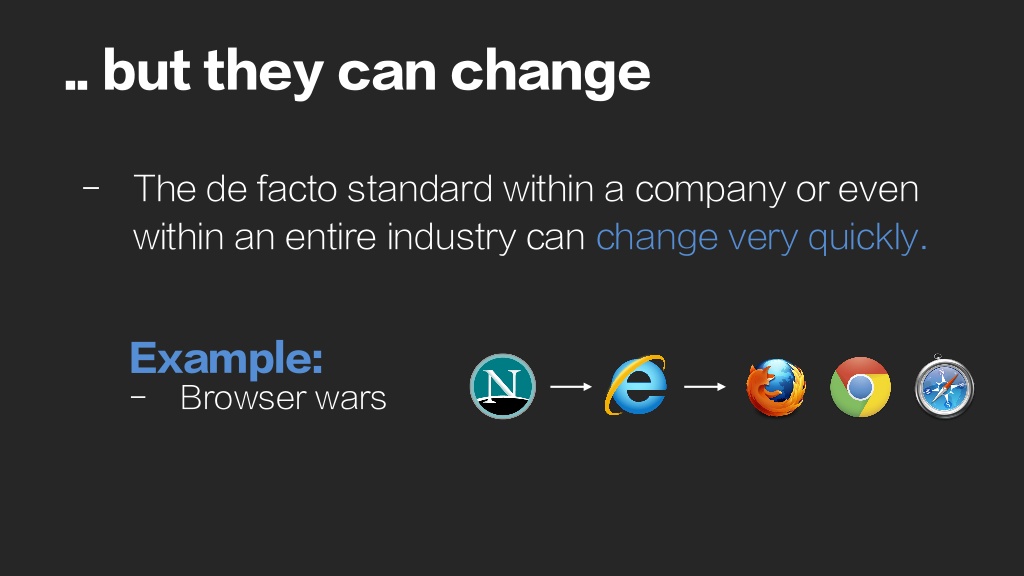 .. but they can change
- The de facto standard within a company or even
within an entire industry can change very quickly.
Example:
- Browser wars
N